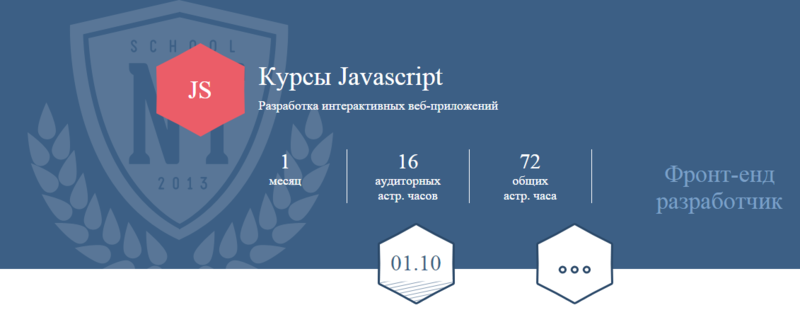 SCHOOL
NT
2013
JS
Курсы Javascript
Разработка интерактивных веб-приложений
1
месяц
16
аудиторных
астр. часов
72
общих
астр. часа
Фронт-енд
разработчик
01.10